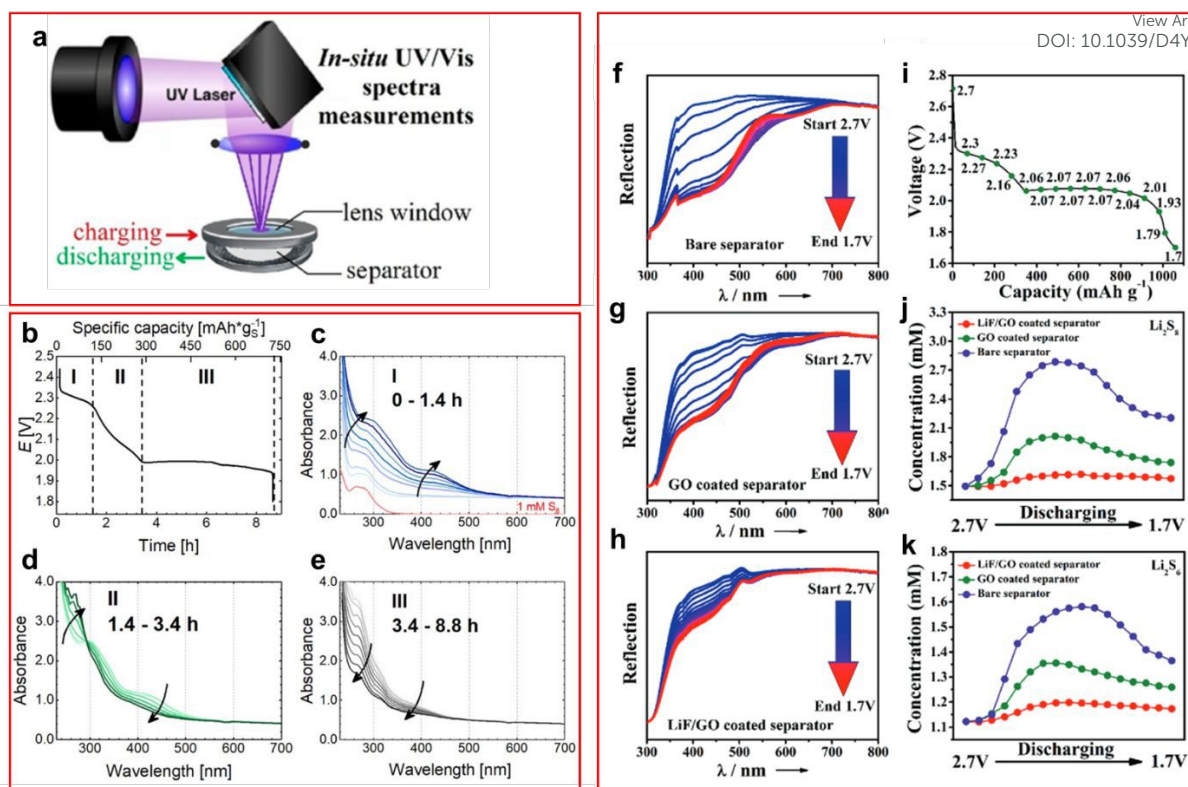 View Ar
DOI: 10.1039/D4Y
a
In-situ UV/Vis
spectra
measurements
UV Laser
lens window
charging
discharging
separator
b
Specific capacity [mAh*gS-1]
0 150 300 450 600 750
I II III
E [V]
2.5
2.4
2.3
2.2
2.1
2.0
1.9
1.8
0 2 4 6 8
Time [h]
c
I
0 - 1.4 h
Absorbance
4.0
3.0
2.0
1.0
0.0
1 mM S8
300 400 500 600 700
Wavelength [nm]
d
II
1.4 - 3.4 h
Absorbance
4.0
3.0
2.0
1.0
0.0
300 400 500 600 700
Wavelength [nm]
e
III
3.4 - 8.8 h
Absorbance
4.0
3.0
2.0
1.0
0.0
300 400 500 600 700
Wavelength [nm]
f
Reflection
Start 2.7V
End 1.7V
Bare separator
300 400 500 600 700 800
λ / nm
g
Reflection
Start 2.7V
End 1.7V
GO coated separator
300 400 500 600 700 800
λ / nm
h
Reflection
Start 2.7V
End 1.7V
LiF/GO coated separator
300 400 500 600 700 800
λ / nm
i
Voltage (V)
2.8
2.6
2.4
2.2
2.0
1.8
1.6
2.7
2.3
2.27
2.23
2.16
2.06 2.07 2.07 2.06
2.07 2.07 2.07 2.04
2.01
1.93
1.79
1.7
0 200 400 600 800 1000
Capacity (mAh g-1)
j
Li2S8
LiF/GO coated separator
GO coated separator
Bare separator
Concentration (mM)
3.3
3.0
2.7
2.4
2.1
1.8
1.5
1.2
Discharging
2.7V 1.7V
k
Li2S6
LiF/GO coated separator
GO coated separator
Bare separator
Concentration (mM)
1.8
1.7
1.6
1.5
1.4
1.3
1.2
1.1
Discharging
2.7V 1.7V